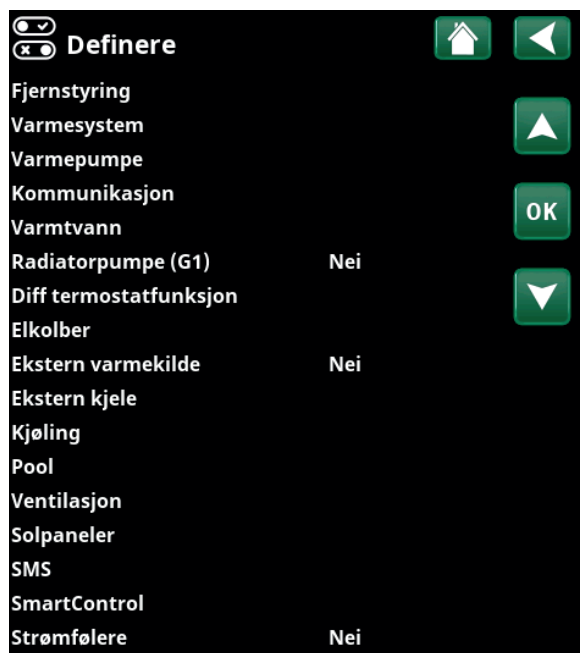 Definere
Fjernstyring
Varmesystem
Varmepumpe
Kommunikasjon
OK
Varmtvann
Radiatorpumpe (G1) Nei
Diff termostatfunksjon
Elkolber
Ekstern varmekilde Nei
Ekstern kjele
Kjøling
Pool
Ventilasjon
Solpaneler
SMS
SmartControl
Strømfølere Nei